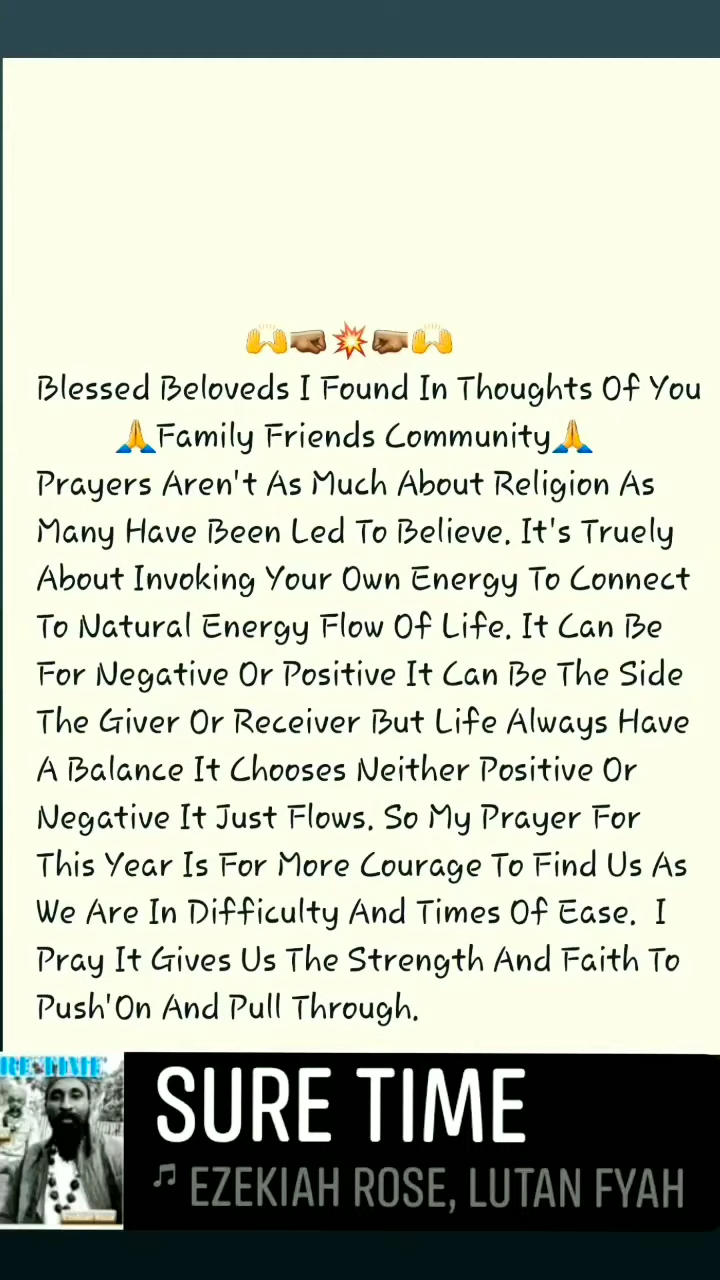 🙌🤜💥🤛🙌
Blessed Beloveds I Found In Thoughts Of You
🙏Family Friends Community🙏
Prayers Aren't As Much About Religion As
Many Have Been Led To Believe. It's Truely
About Invoking Your Own Energy To Connect
To Natural Energy Flow Of Life. It Can Be
For Negative Or Positive It Can Be The Side
The Giver Or Receiver But Life Always Have
A Balance It Chooses Neither Positive Or
Negative It Just Flows. So My Prayer For
This Year Is For More Courage To Find Us As
We Are In Difficulty And Times Of Ease. I
Pray It Gives Us The Strength And Faith To
Push'On And Pull Through.
SURE TIME
EZEKIAH ROSE, LUTAN FYAH